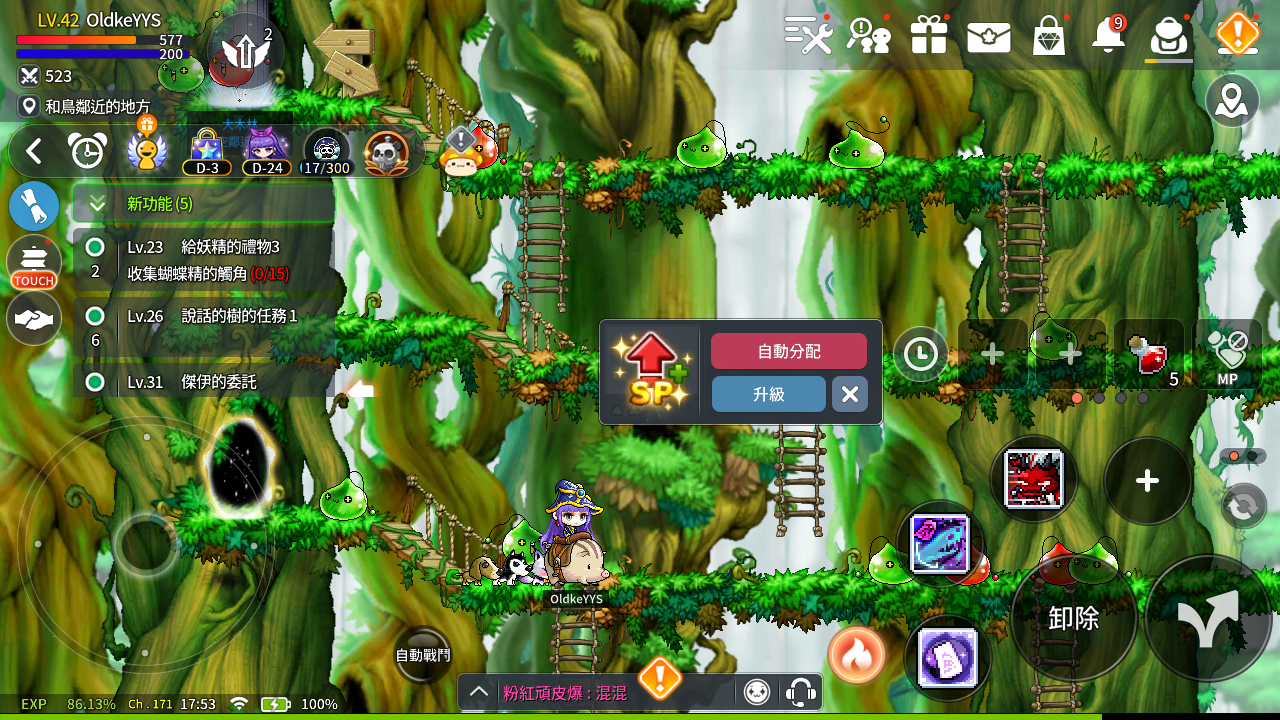 LV.42 OldkeYYS
577
200
523
和鳥鄰近的地方
2
9
D-3
D-24
17/300
新功能 (5)
TOUCH
2
Lv.23 給妖精的禮物3
收集蝴蝶精的觸角 (0/15)
6
Lv.26 說話的樹的任務 1
Lv.31 傑伊的委託
SP
自動分配
升級
5
MP
OldkeYYS
卸除
自動戰鬥
粉紅頑皮爆 : 混混
EXP 86.13% Ch . 171 17:53 100%